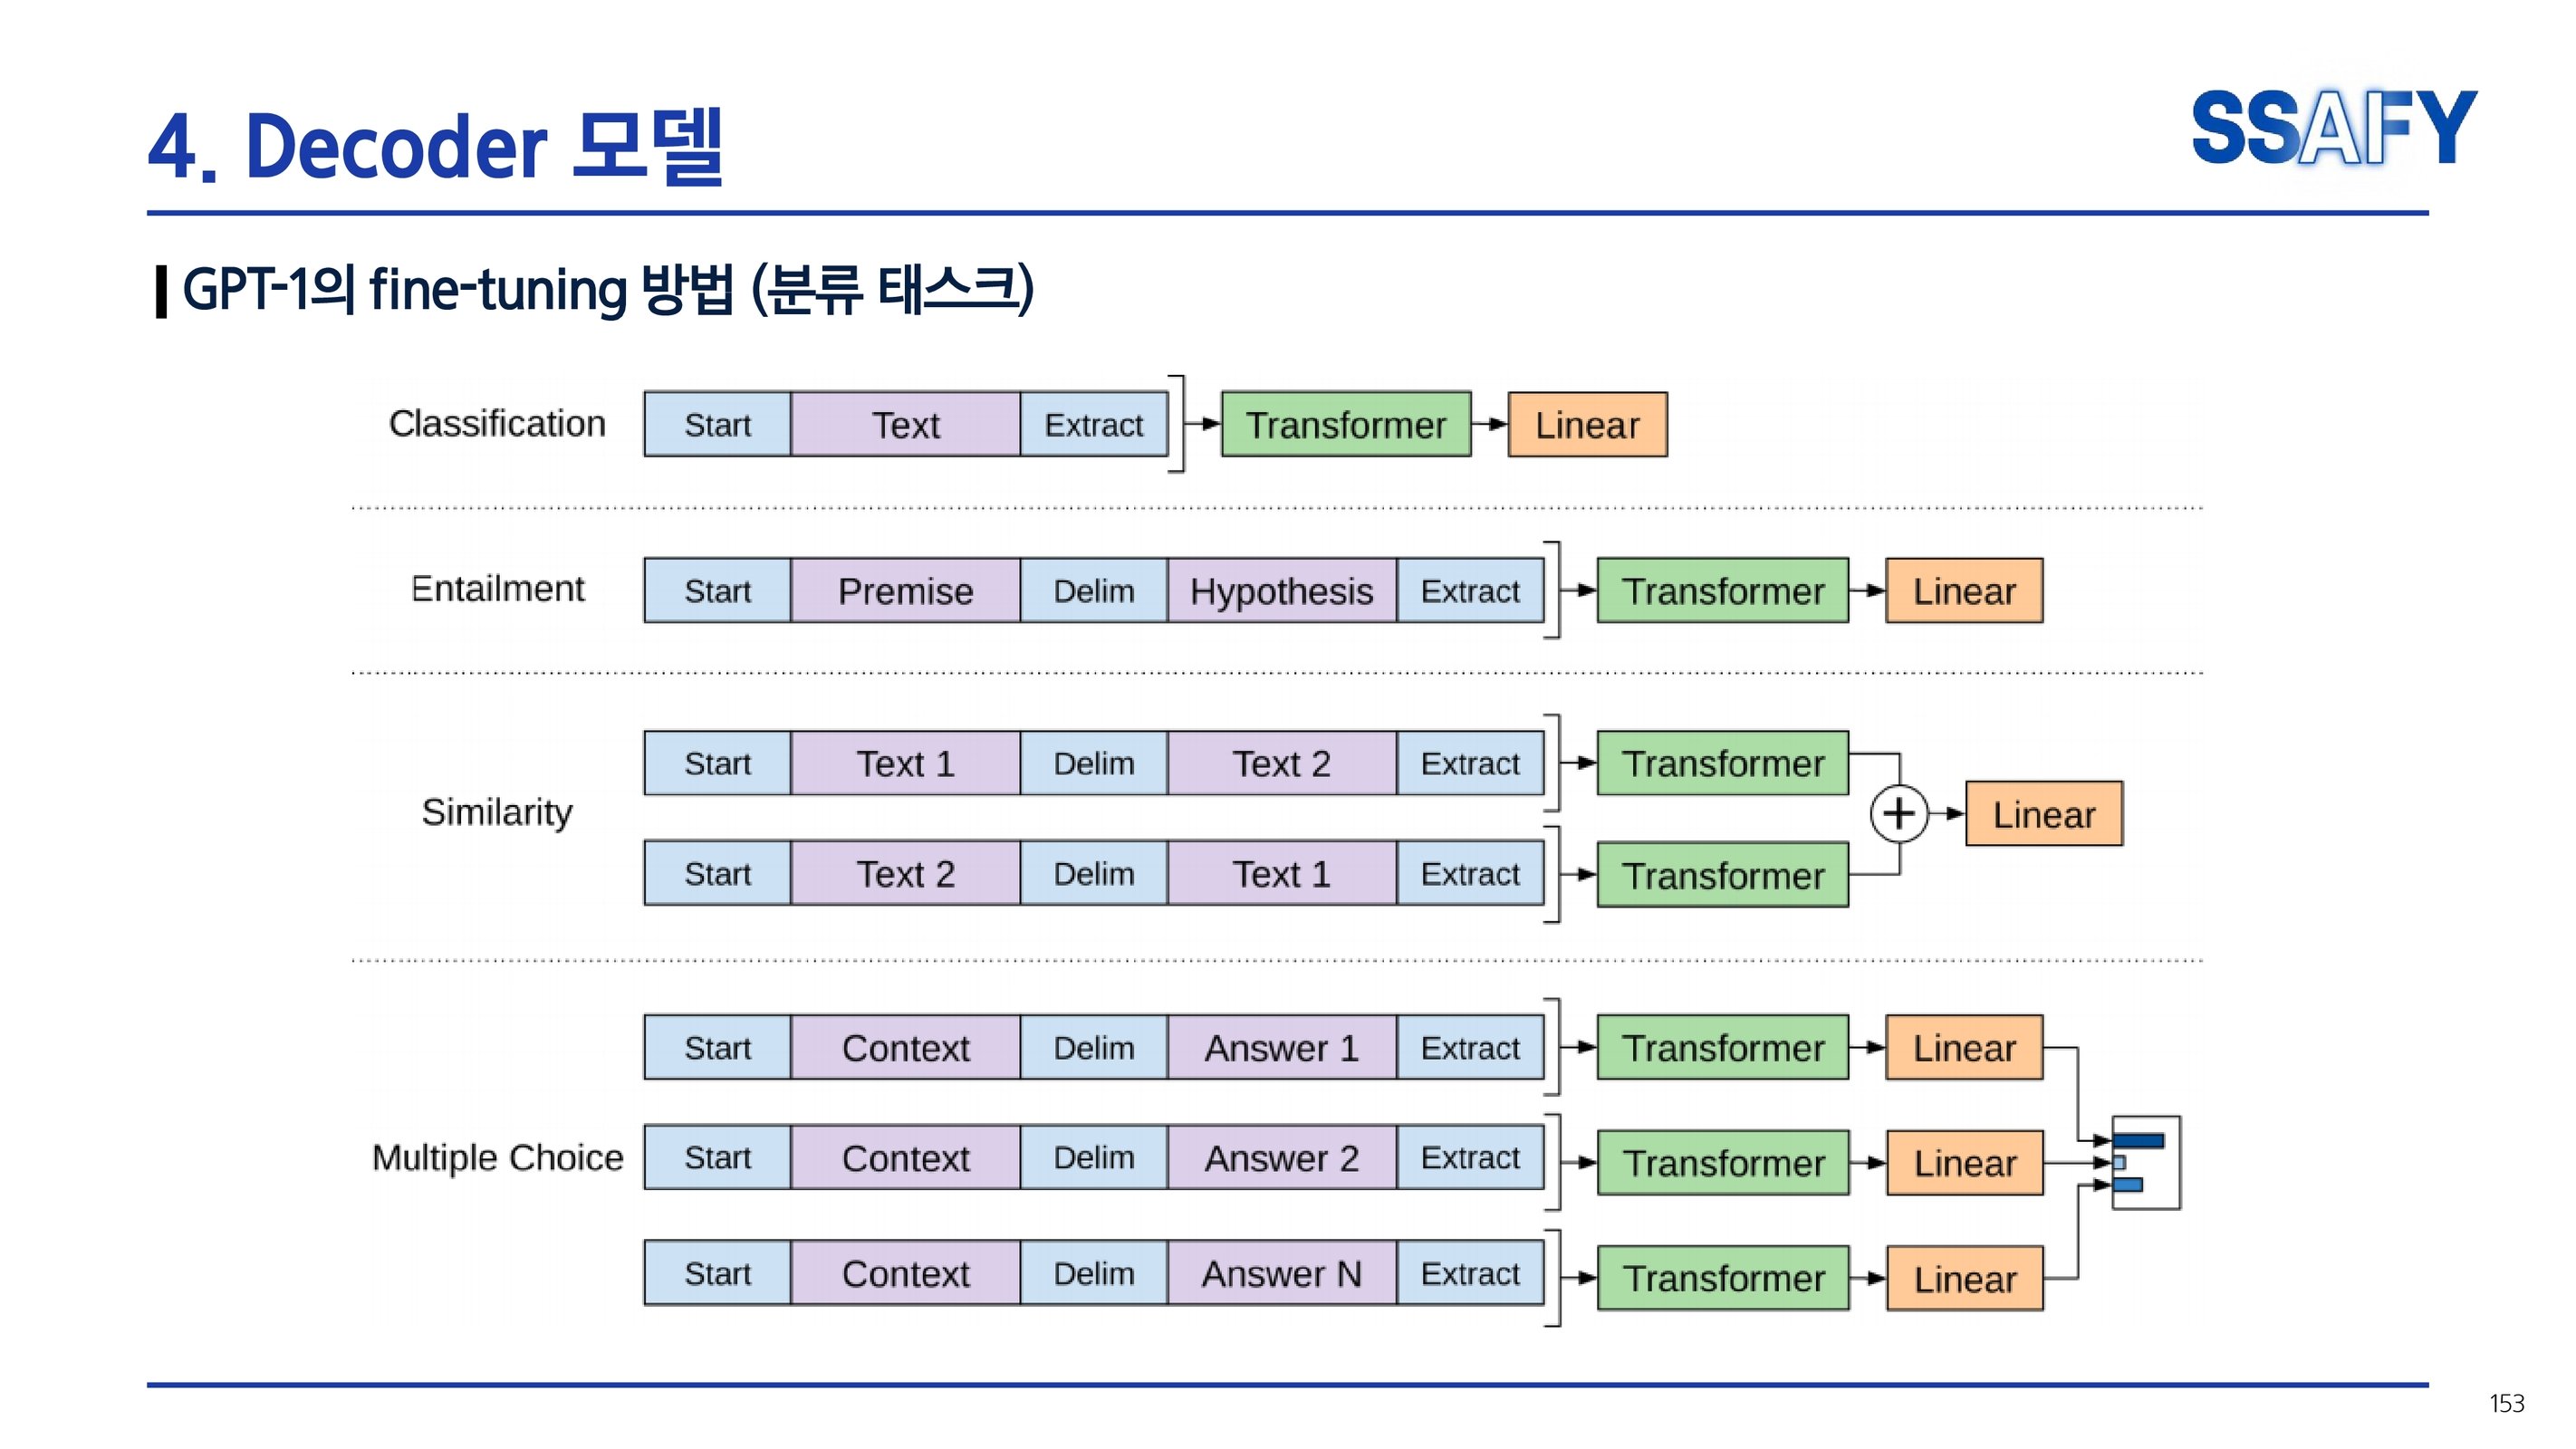 4. Decoder 모델
SSAFY
GPT-1의 fine-tuning 방법 (분류 태스크)
Classification Start Text Extract Transformer Linear
Entailment Start Premise Delim Hypothesis Extract Transformer Linear
Start Text 1 Delim Text 2 Extract Transformer
Similarity + Linear
Start Text 2 Delim Text 1 Extract Transformer
Start Context Delim Answer 1 Extract Transformer Linear
Multiple Choice Start Context Delim Answer 2 Extract Transformer Linear
Start Context Delim Answer N Extract Transformer Linear
153